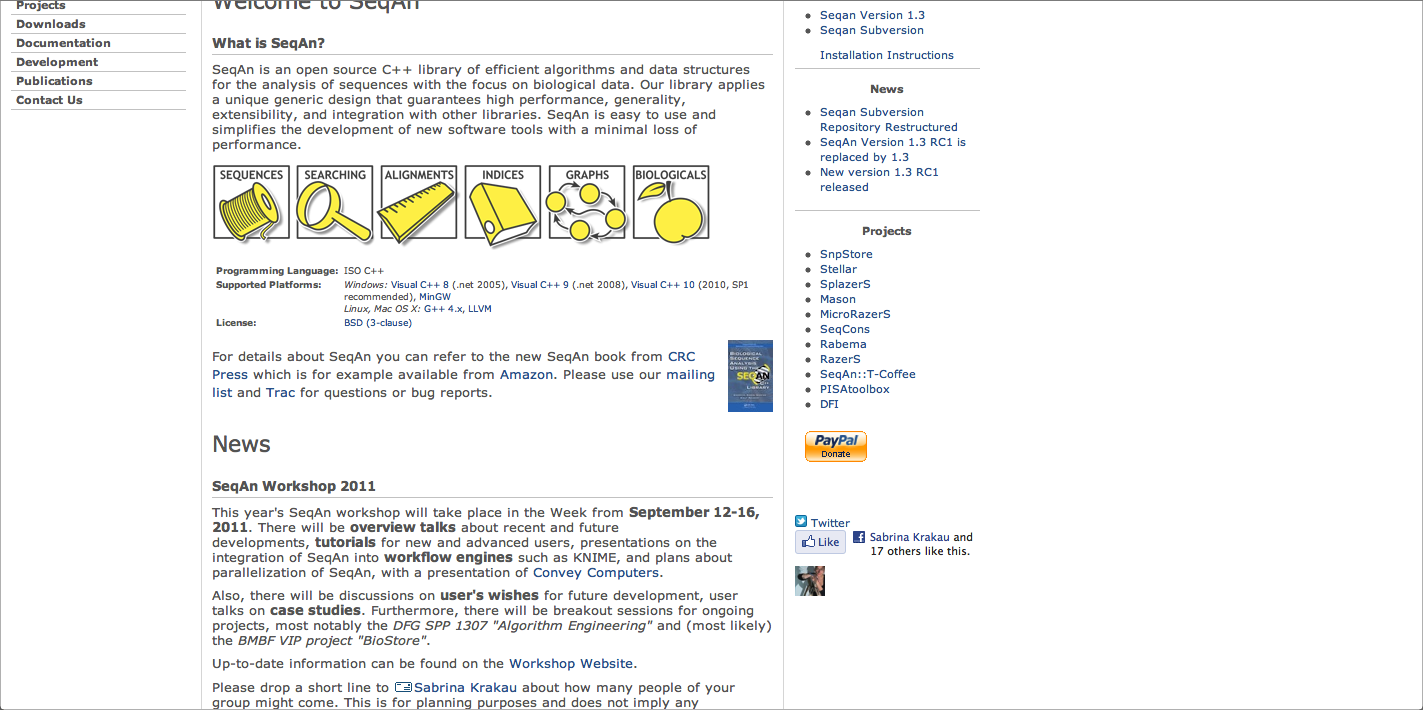 Projects
Downloads
Documentation
Development
Publications
Contact Us
Welcome to SeqAn
What is SeqAn?
SeqAn is an open source C++ library of efficient algorithms and data structures
for the analysis of sequences with the focus on biological data. Our library applies
a unique generic design that guarantees high performance, generality,
extensibility, and integration with other libraries. SeqAn is easy to use and
simplifies the development of new software tools with a minimal loss of
performance.
SEQUENCES SEARCHING ALIGNMENTS INDICES GRAPHS BIOLOGICALS
Programming Language: ISO C++
Supported Platforms: Windows: Visual C++ 8 (.net 2005), Visual C++ 9 (.net 2008), Visual C++ 10 (2010, SP1
recommended), MinGW
Linux, Mac OS X: G++ 4.x, LLVM
License: BSD (3-clause)
For details about SeqAn you can refer to the new SeqAn book from CRC
Press which is for example available from Amazon. Please use our mailing
list and Trac for questions or bug reports.
BIOLOGICAL
SEQUENCE
ANALYSIS
USING THE
SEQAN
C++
LIBRARY
News
SeqAn Workshop 2011
This year's SeqAn workshop will take place in the Week from September 12-16,
2011. There will be overview talks about recent and future
developments, tutorials for new and advanced users, presentations on the
integration of SeqAn into workflow engines such as KNIME, and plans about
parallelization of SeqAn, with a presentation of Convey Computers.
Also, there will be discussions on user's wishes for future development, user
talks on case studies. Furthermore, there will be breakout sessions for ongoing
projects, most notably the DFG SPP 1307 "Algorithm Engineering" and (most likely)
the BMBF VIP project "BioStore".
Up-to-date information can be found on the Workshop Website.
Please drop a short line to Sabrina Krakau about how many people of your
group might come. This is for planning purposes and does not imply any
Seqan Version 1.3
Seqan Subversion
Installation Instructions
News
Seqan Subversion
Repository Restructured
SeqAn Version 1.3 RC1 is
replaced by 1.3
New version 1.3 RC1
released
Projects
SnpStore
Stellar
SplazerS
Mason
MicroRazerS
SeqCons
Rabema
RazerS
SeqAn::T-Coffee
PISAtoolbox
DFI
PayPal
Donate
Twitter
Like
Sabrina Krakau and
17 others like this.